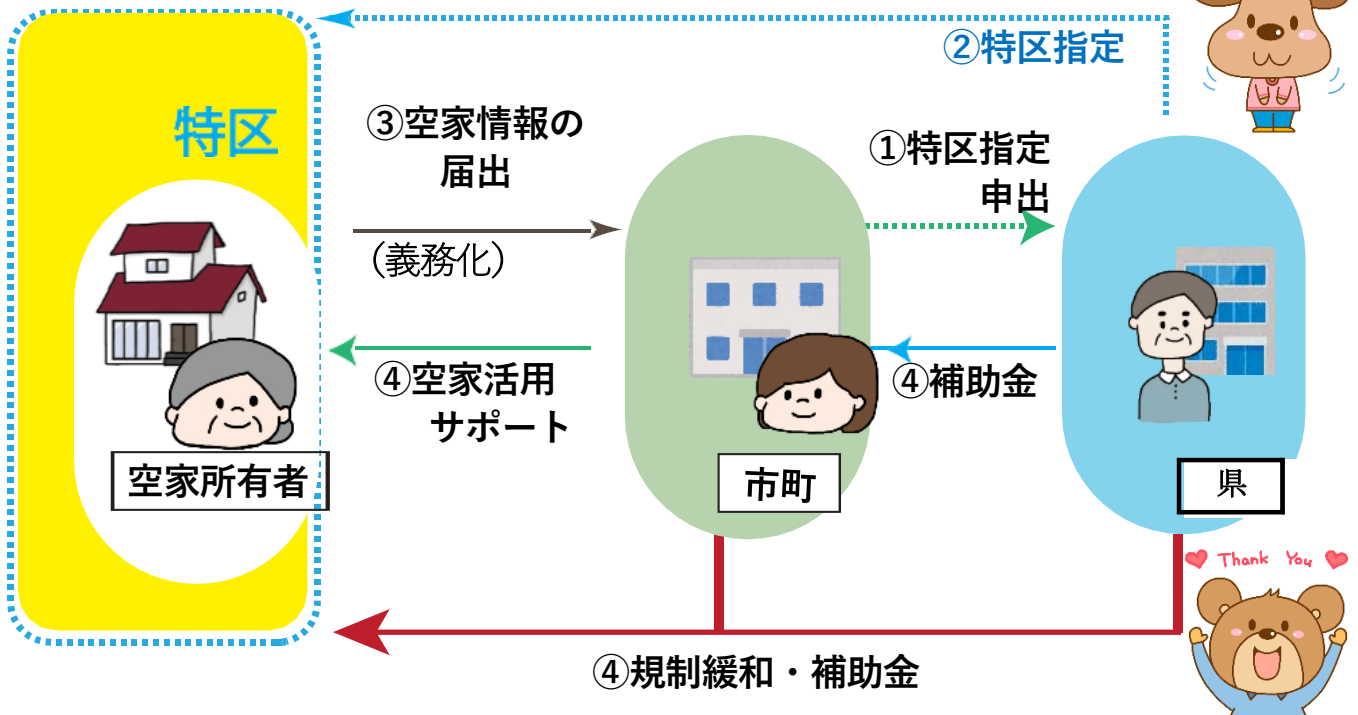 ②特区指定
特区
③空家情報の
届出
(義務化)
①特区指定
申出
④空家活用
サポート
④補助金
空家所有者
市町
県
Thank You
④規制緩和・補助金